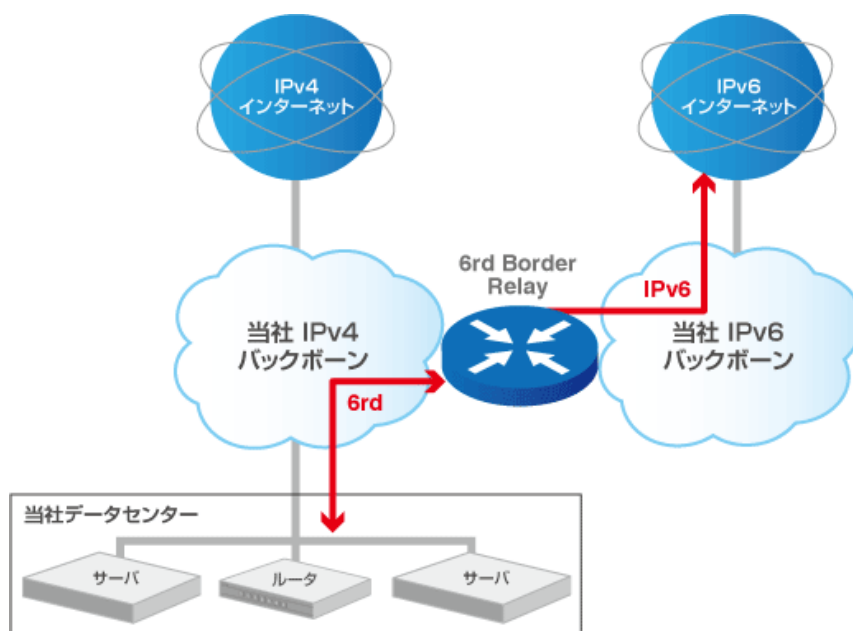 IPv4
インターネット
IPv6
インターネット
6rd Border
Relay
IPv6
当社 IPv4
バックボーン
当社 IPv6
バックボーン
6rd
当社データセンター
サーバ
ルータ
サーバ